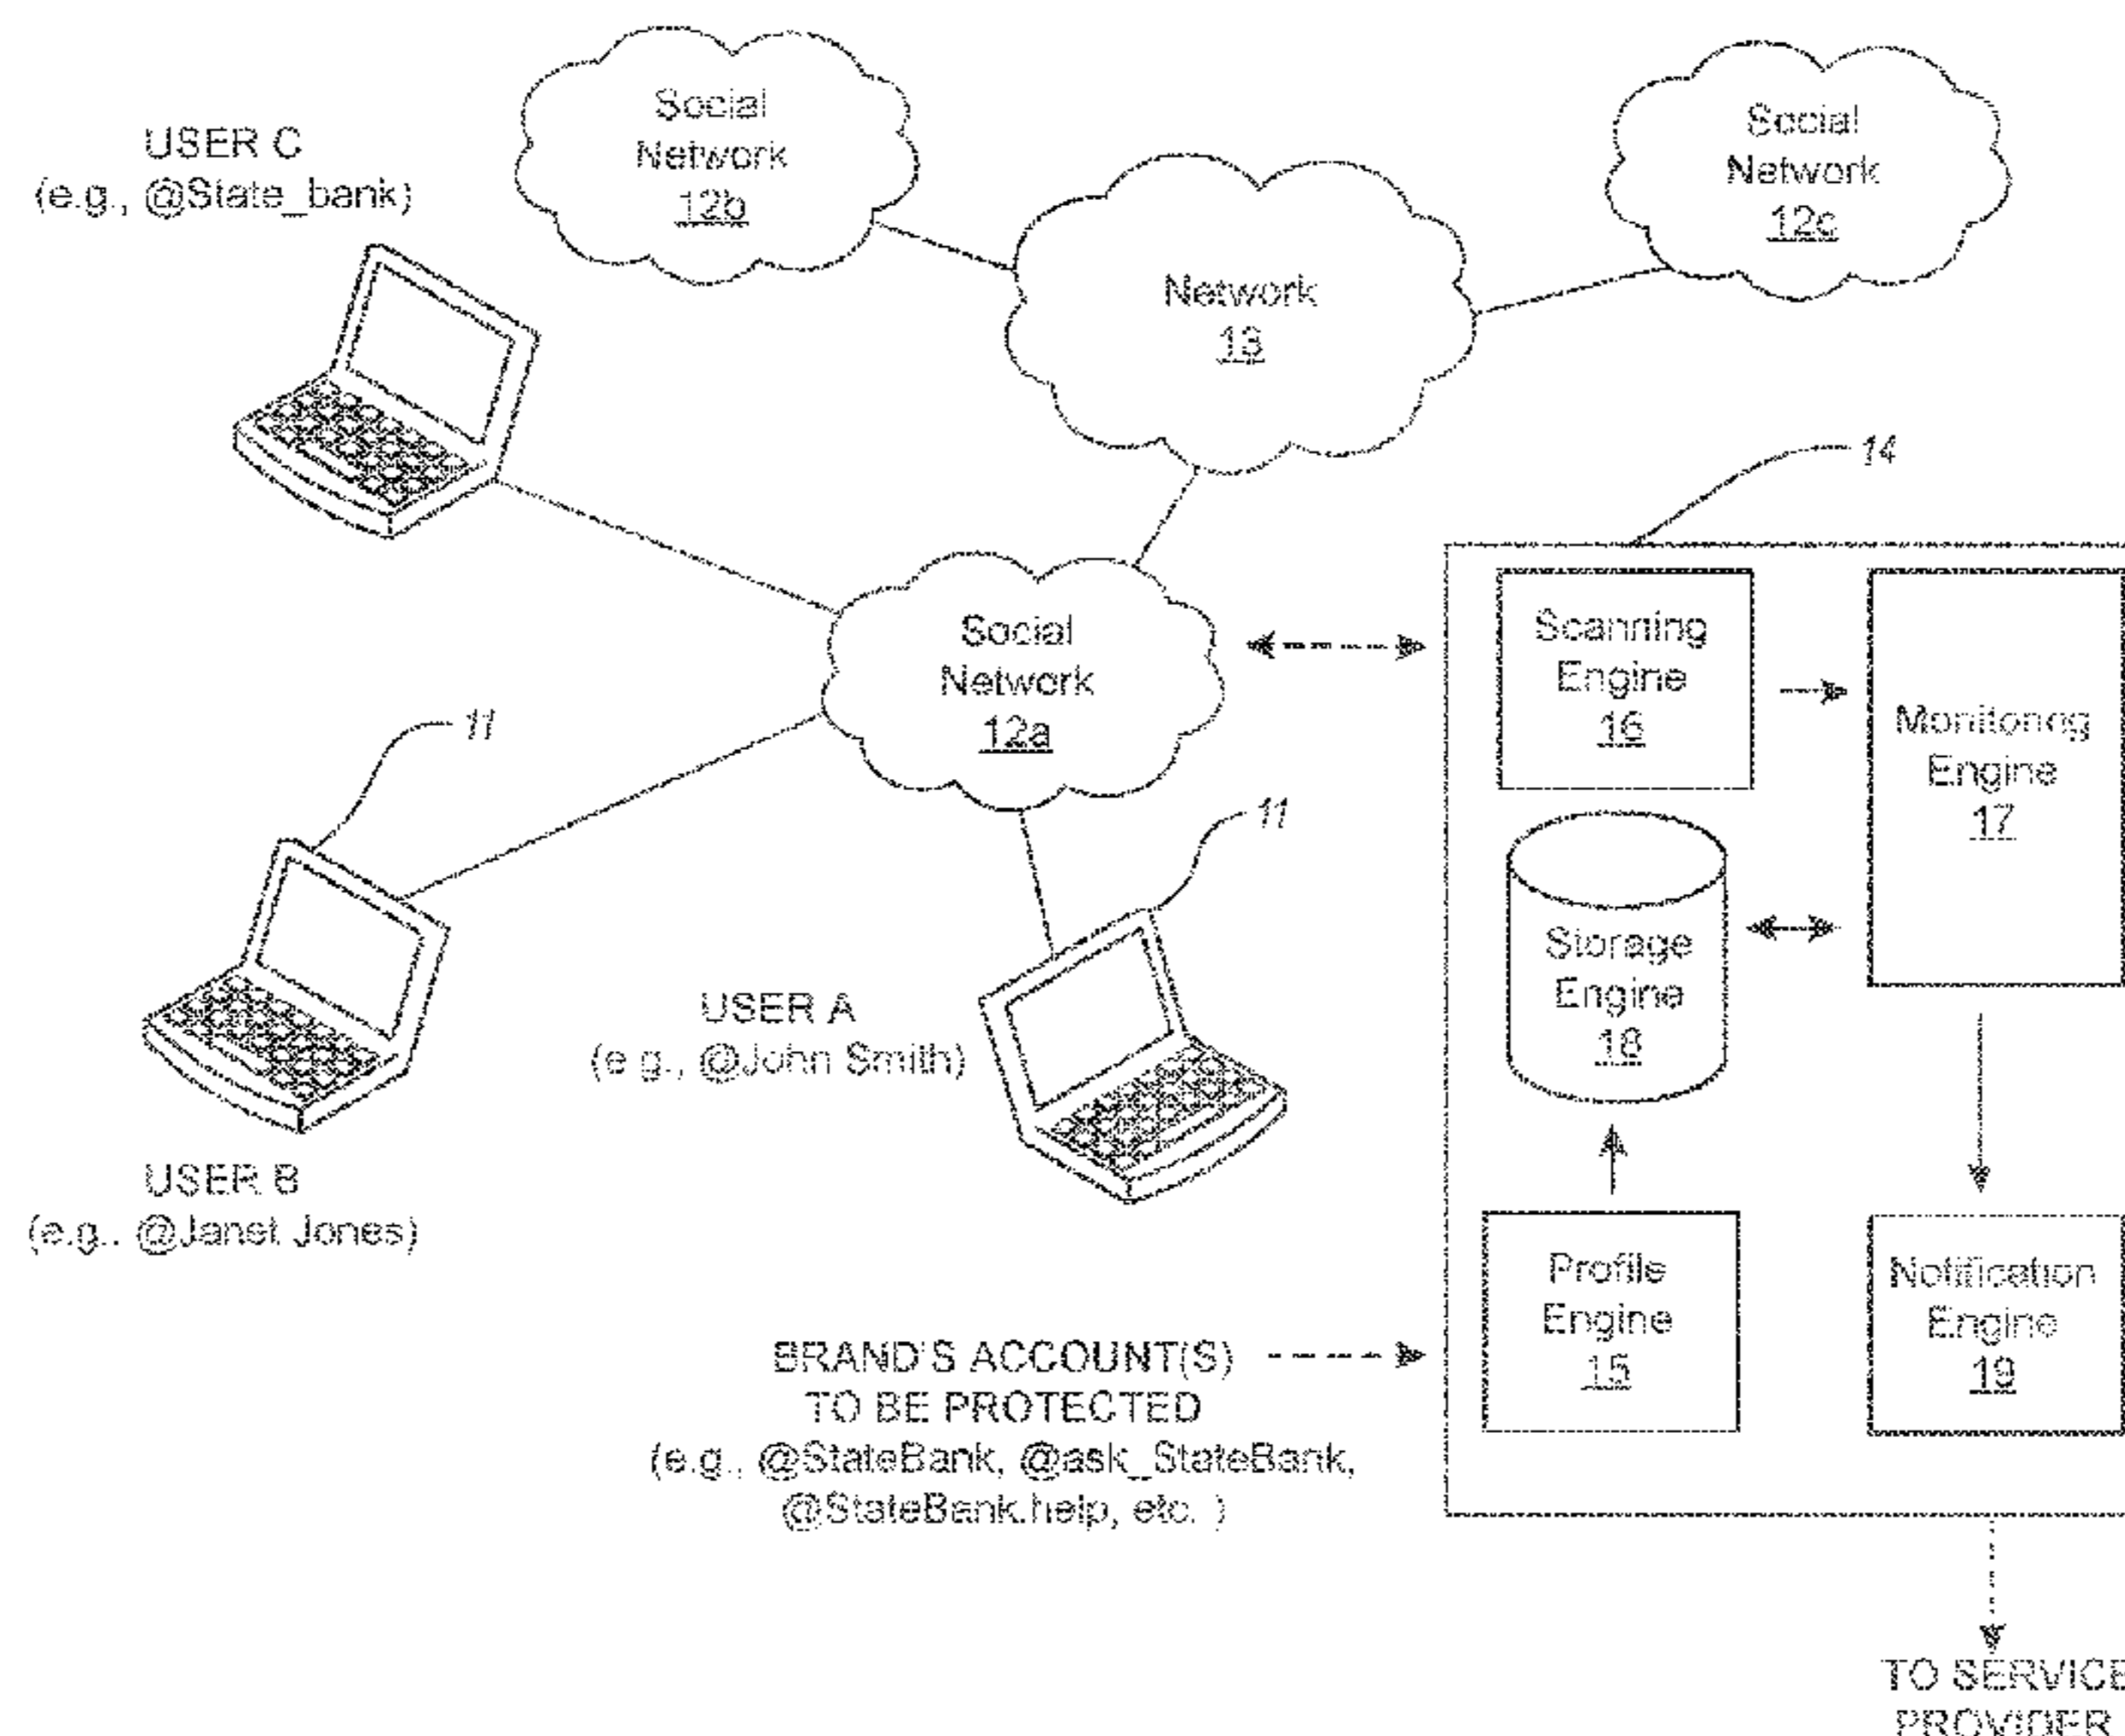 USER C
(e.g., @State_bank)
Social
Network
12b
Social
Network
12c
Network
13
14
Social
Network
12a
Scanning
Engine
16
Monitoring
Engine
17
11
11
Storage
Engine
18
USER A
(e.g., @John Smith)
USER B
(e.g., @Janet Jones)
Profile
Engine
15
Notification
Engine
19
BRAND'S ACCOUNT(S)
TO BE PROTECTED
(e.g., @StateBank, @ask_StateBank,
@StateBank.help, etc. )
TO SERVICE
PROVIDER